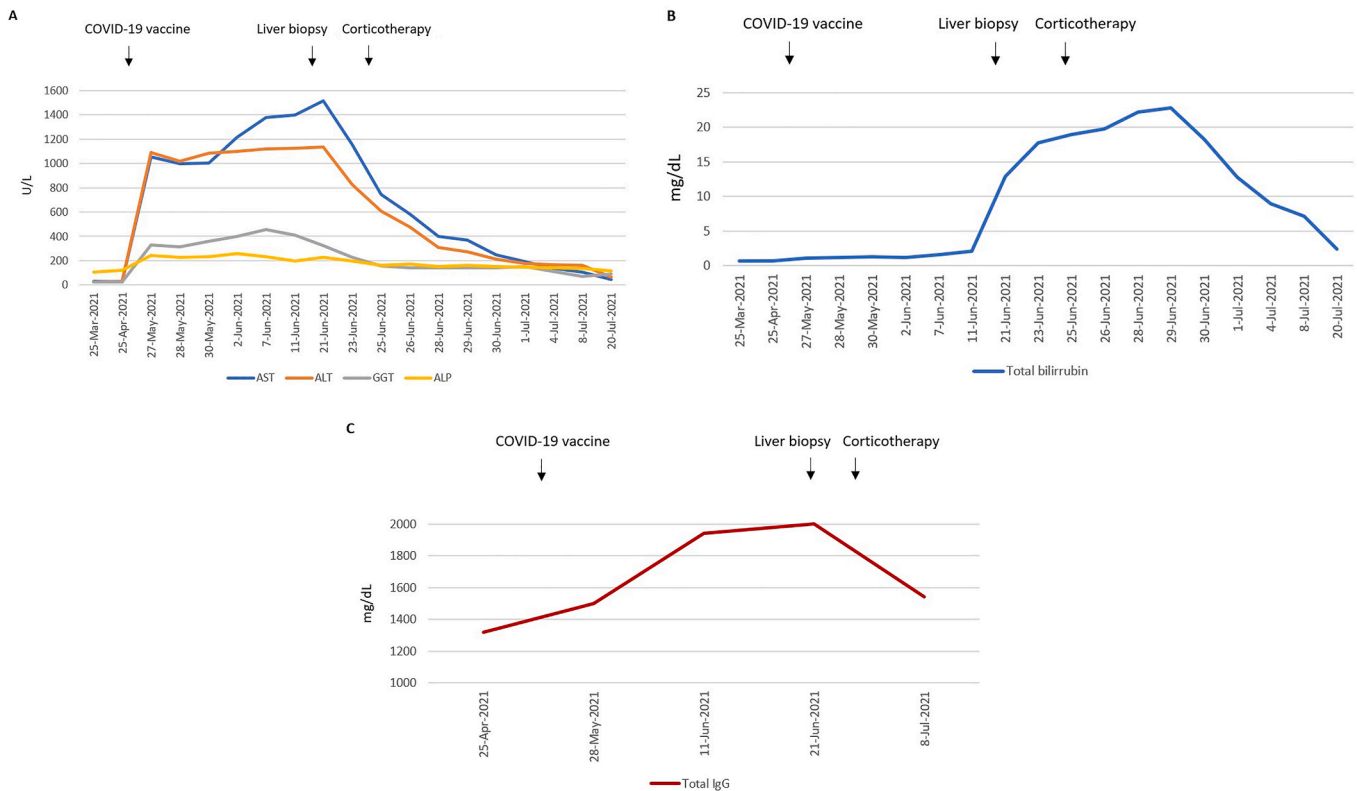 A
COVID-19 vaccine
Liver biopsy
Corticotherapy
1600
1400
1200
1000
800
600
400
200
0
U/L
25-Mar-2021
25-Apr-2021
27-May-2021
28-May-2021
30-May-2021
2-Jun-2021
7-Jun-2021
11-Jun-2021
21-Jun-2021
23-Jun-2021
25-Jun-2021
26-Jun-2021
28-Jun-2021
29-Jun-2021
30-Jun-2021
1-Jul-2021
4-Jul-2021
8-Jul-2021
20-Jul-2021
AST
ALT
GGT
ALP
B
COVID-19 vaccine
Liver biopsy
Corticotherapy
25
20
15
10
5
0
mg/dL
25-Mar-2021
25-Apr-2021
27-May-2021
28-May-2021
30-May-2021
2-Jun-2021
7-Jun-2021
11-Jun-2021
21-Jun-2021
23-Jun-2021
25-Jun-2021
26-Jun-2021
28-Jun-2021
29-Jun-2021
30-Jun-2021
1-Jul-2021
4-Jul-2021
8-Jul-2021
20-Jul-2021
Total bilirrubin
C
COVID-19 vaccine
Liver biopsy
Corticotherapy
2000
1800
1600
1400
1200
1000
mg/dL
25-Apr-2021
28-May-2021
11-Jun-2021
21-Jun-2021
8-Jul-2021
Total IgG